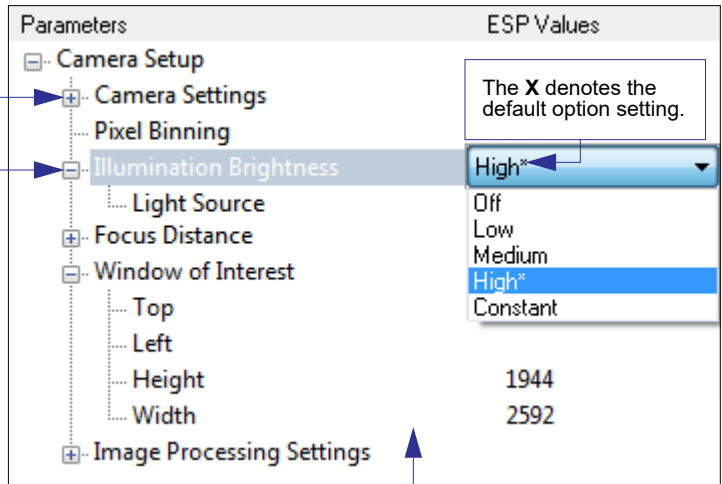 Parameters ESP Values
Camera Setup
Camera Settings
The X denotes the
default option setting.
Pixel Binning
Illumination Brightness High*
Light Source Off
Low
Focus Distance
Medium
Window of Interest
High*
Top Constant
Left
Height 1944
Width 2592
Image Processing Settings